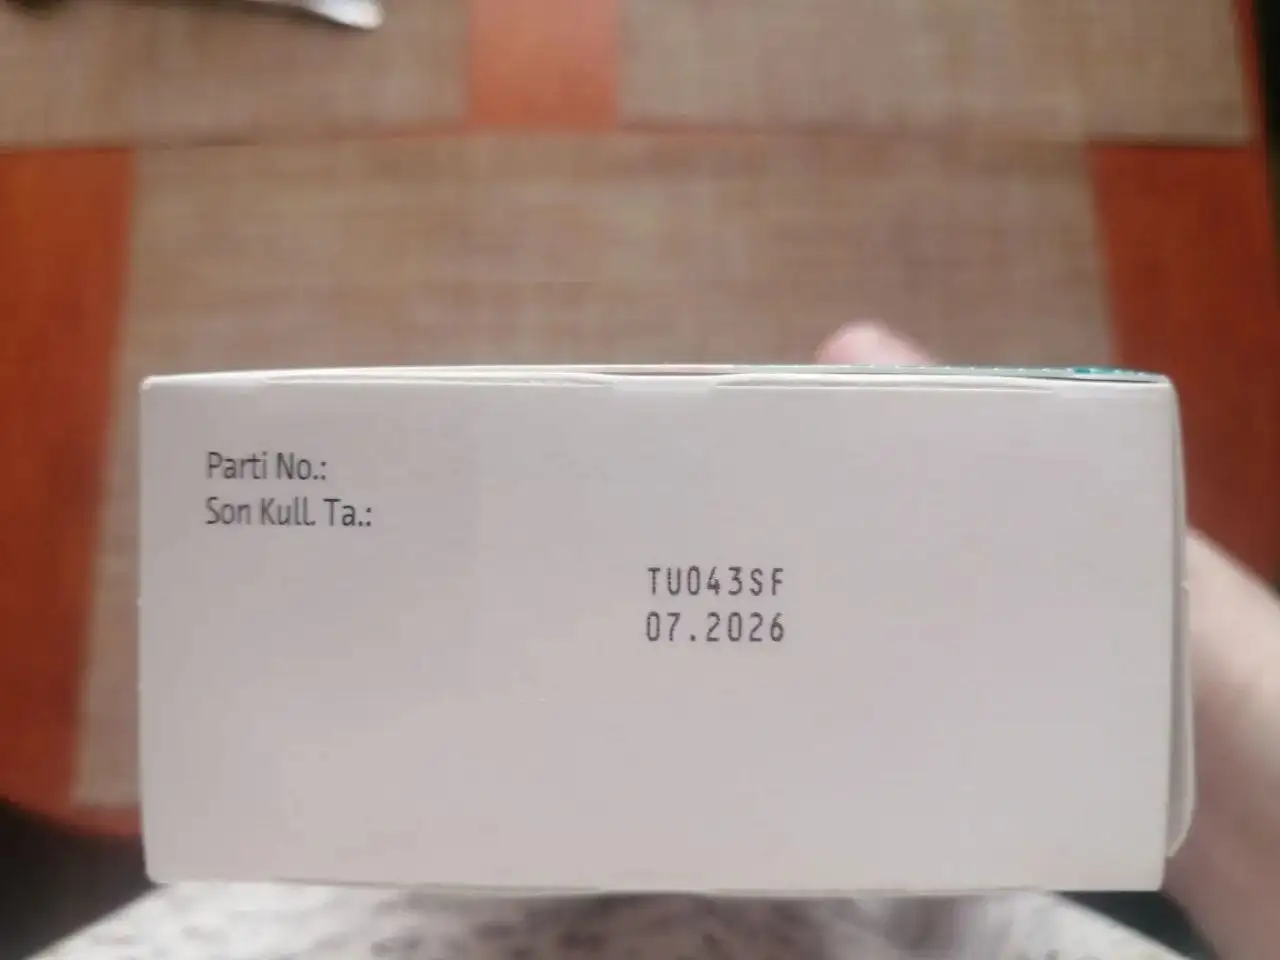 Parti No.:
Son Kull. Ta.:
TU043SF
07.2026